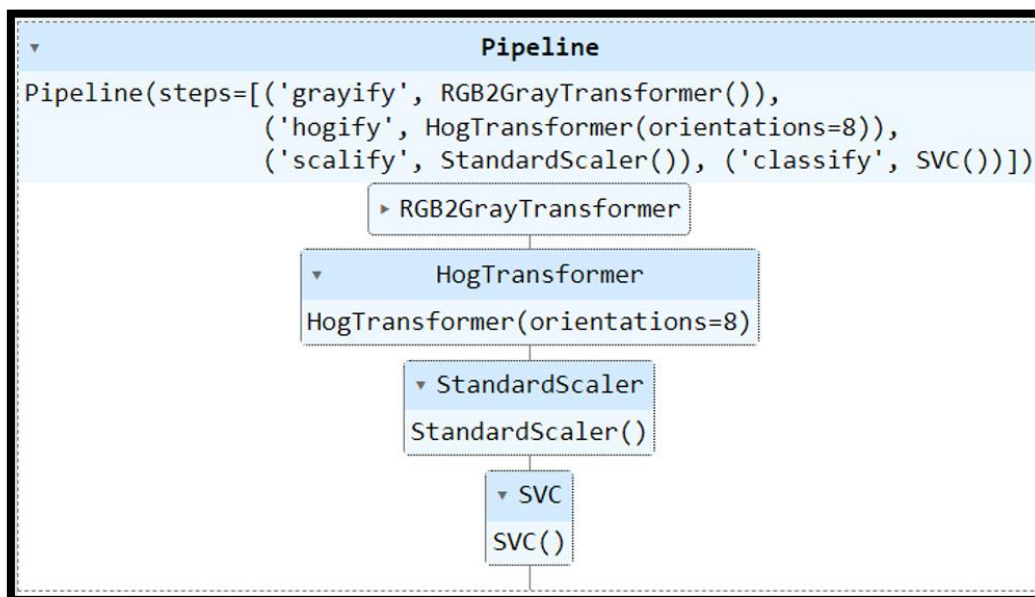 Pipeline
Pipeline(steps=[('grayify', RGB2GrayTransformer()),
('hogify', HogTransformer(orientations=8)),
('scalify', StandardScaler()), ('classify', SVC())])
RGB2GrayTransformer
HogTransformer
HogTransformer(orientations=8)
StandardScaler
StandardScaler()
SVC
SVC()